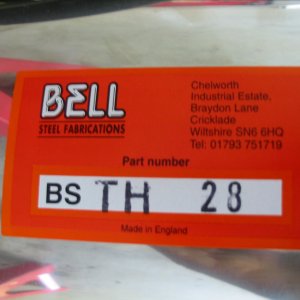 BELL
STEEL FABRICATIONS
Chelworth
Industrial Estate,
Braydon Lane
Cricklade
Wiltshire SN6 6HQ
Tel: 01793 751719
Part number
BS TH 28
Made in England